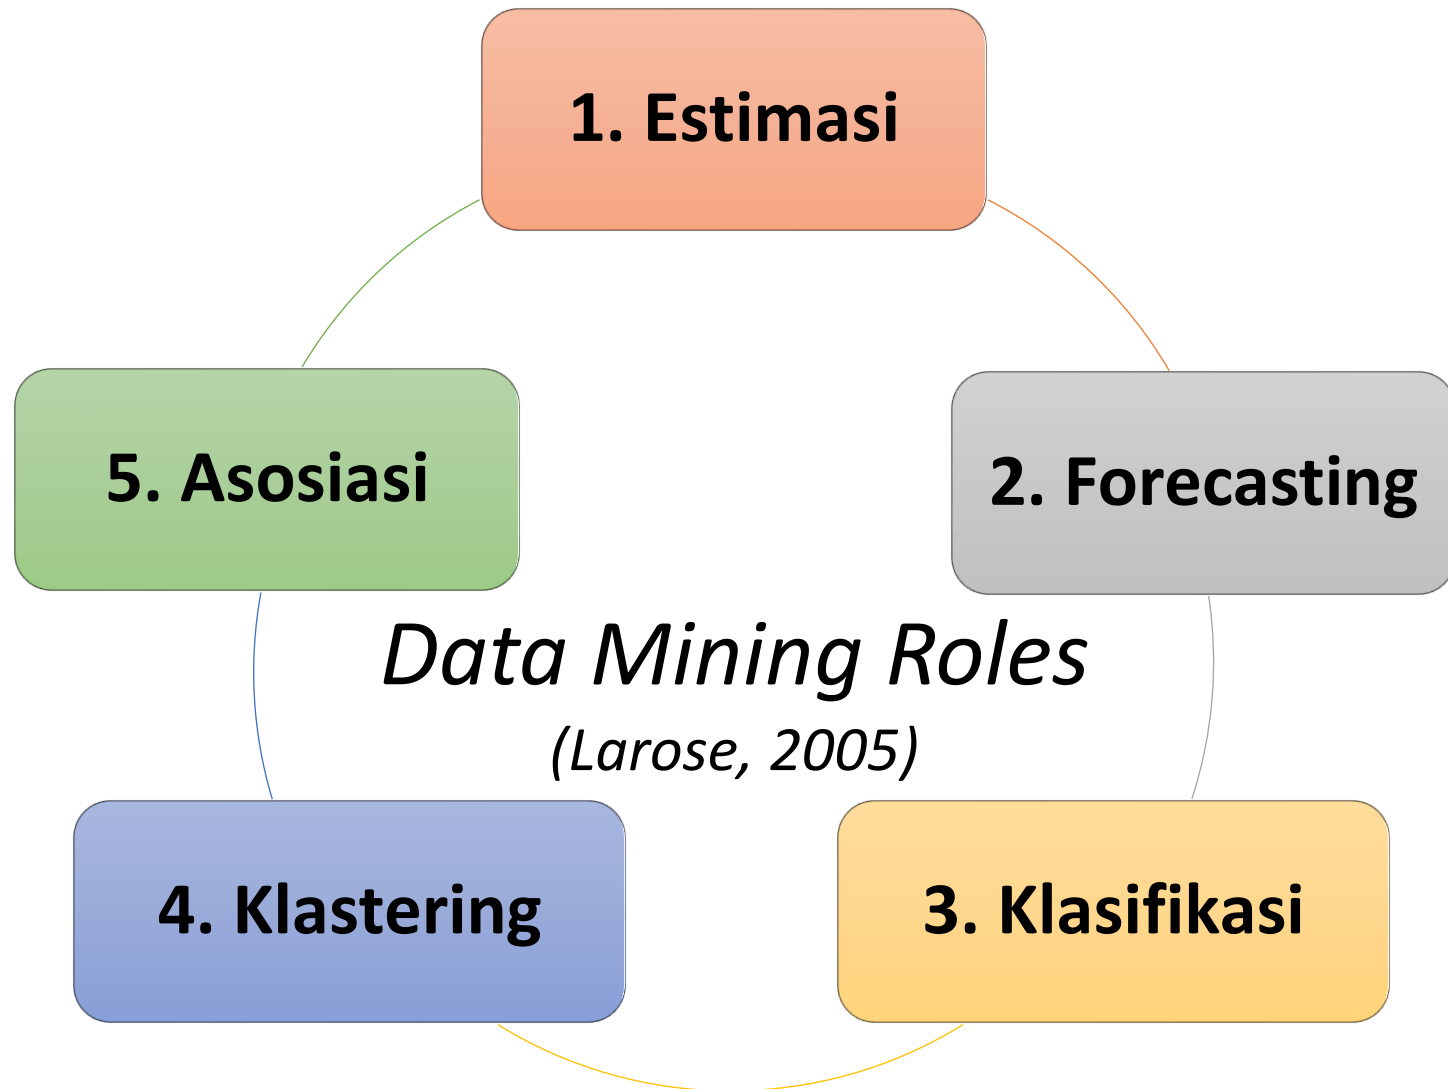 1. Estimasi
2. Forecasting
3. Klasifikasi
4. Klastering
5. Asosiasi
Data Mining Roles
(Larose, 2005)